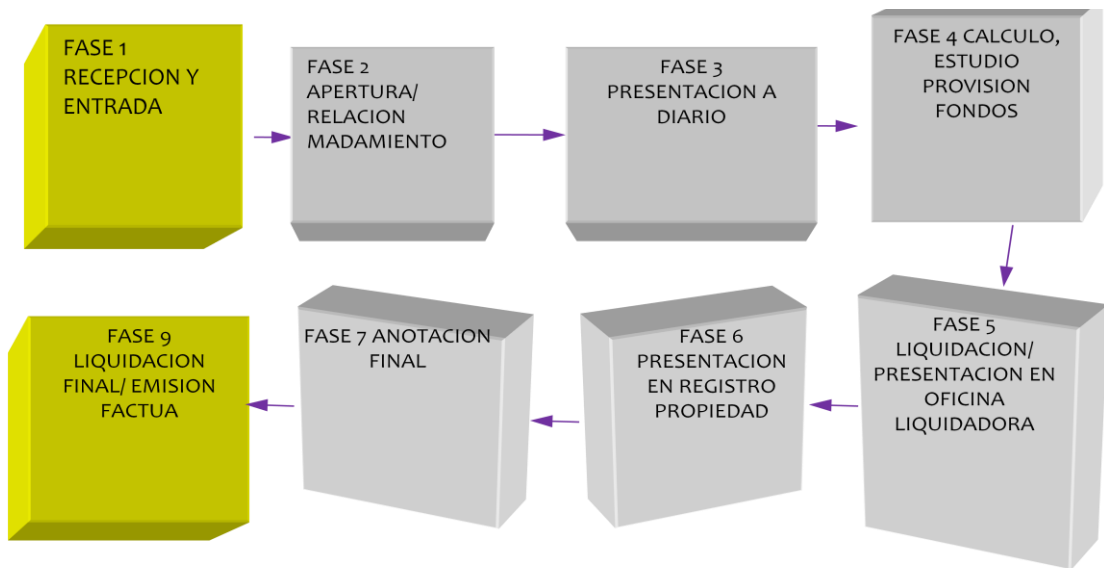 FASE 1
RECEPCION Y
ENTRADA
FASE 2
APERTURA/
RELACION
MADAMIENTO
FASE 3
PRESENTACION A
DIARIO
FASE 4 CALCULO,
ESTUDIO
PROVISION
FONDOS
FASE 5
LIQUIDACION/
PRESENTACION EN
OFICINA
LIQUIDADORA
FASE 6
PRESENTACION
EN REGISTRO
PROPIEDAD
FASE 7 ANOTACION
FINAL
FASE 9
LIQUIDACION
FINAL/ EMISION
FACTUA